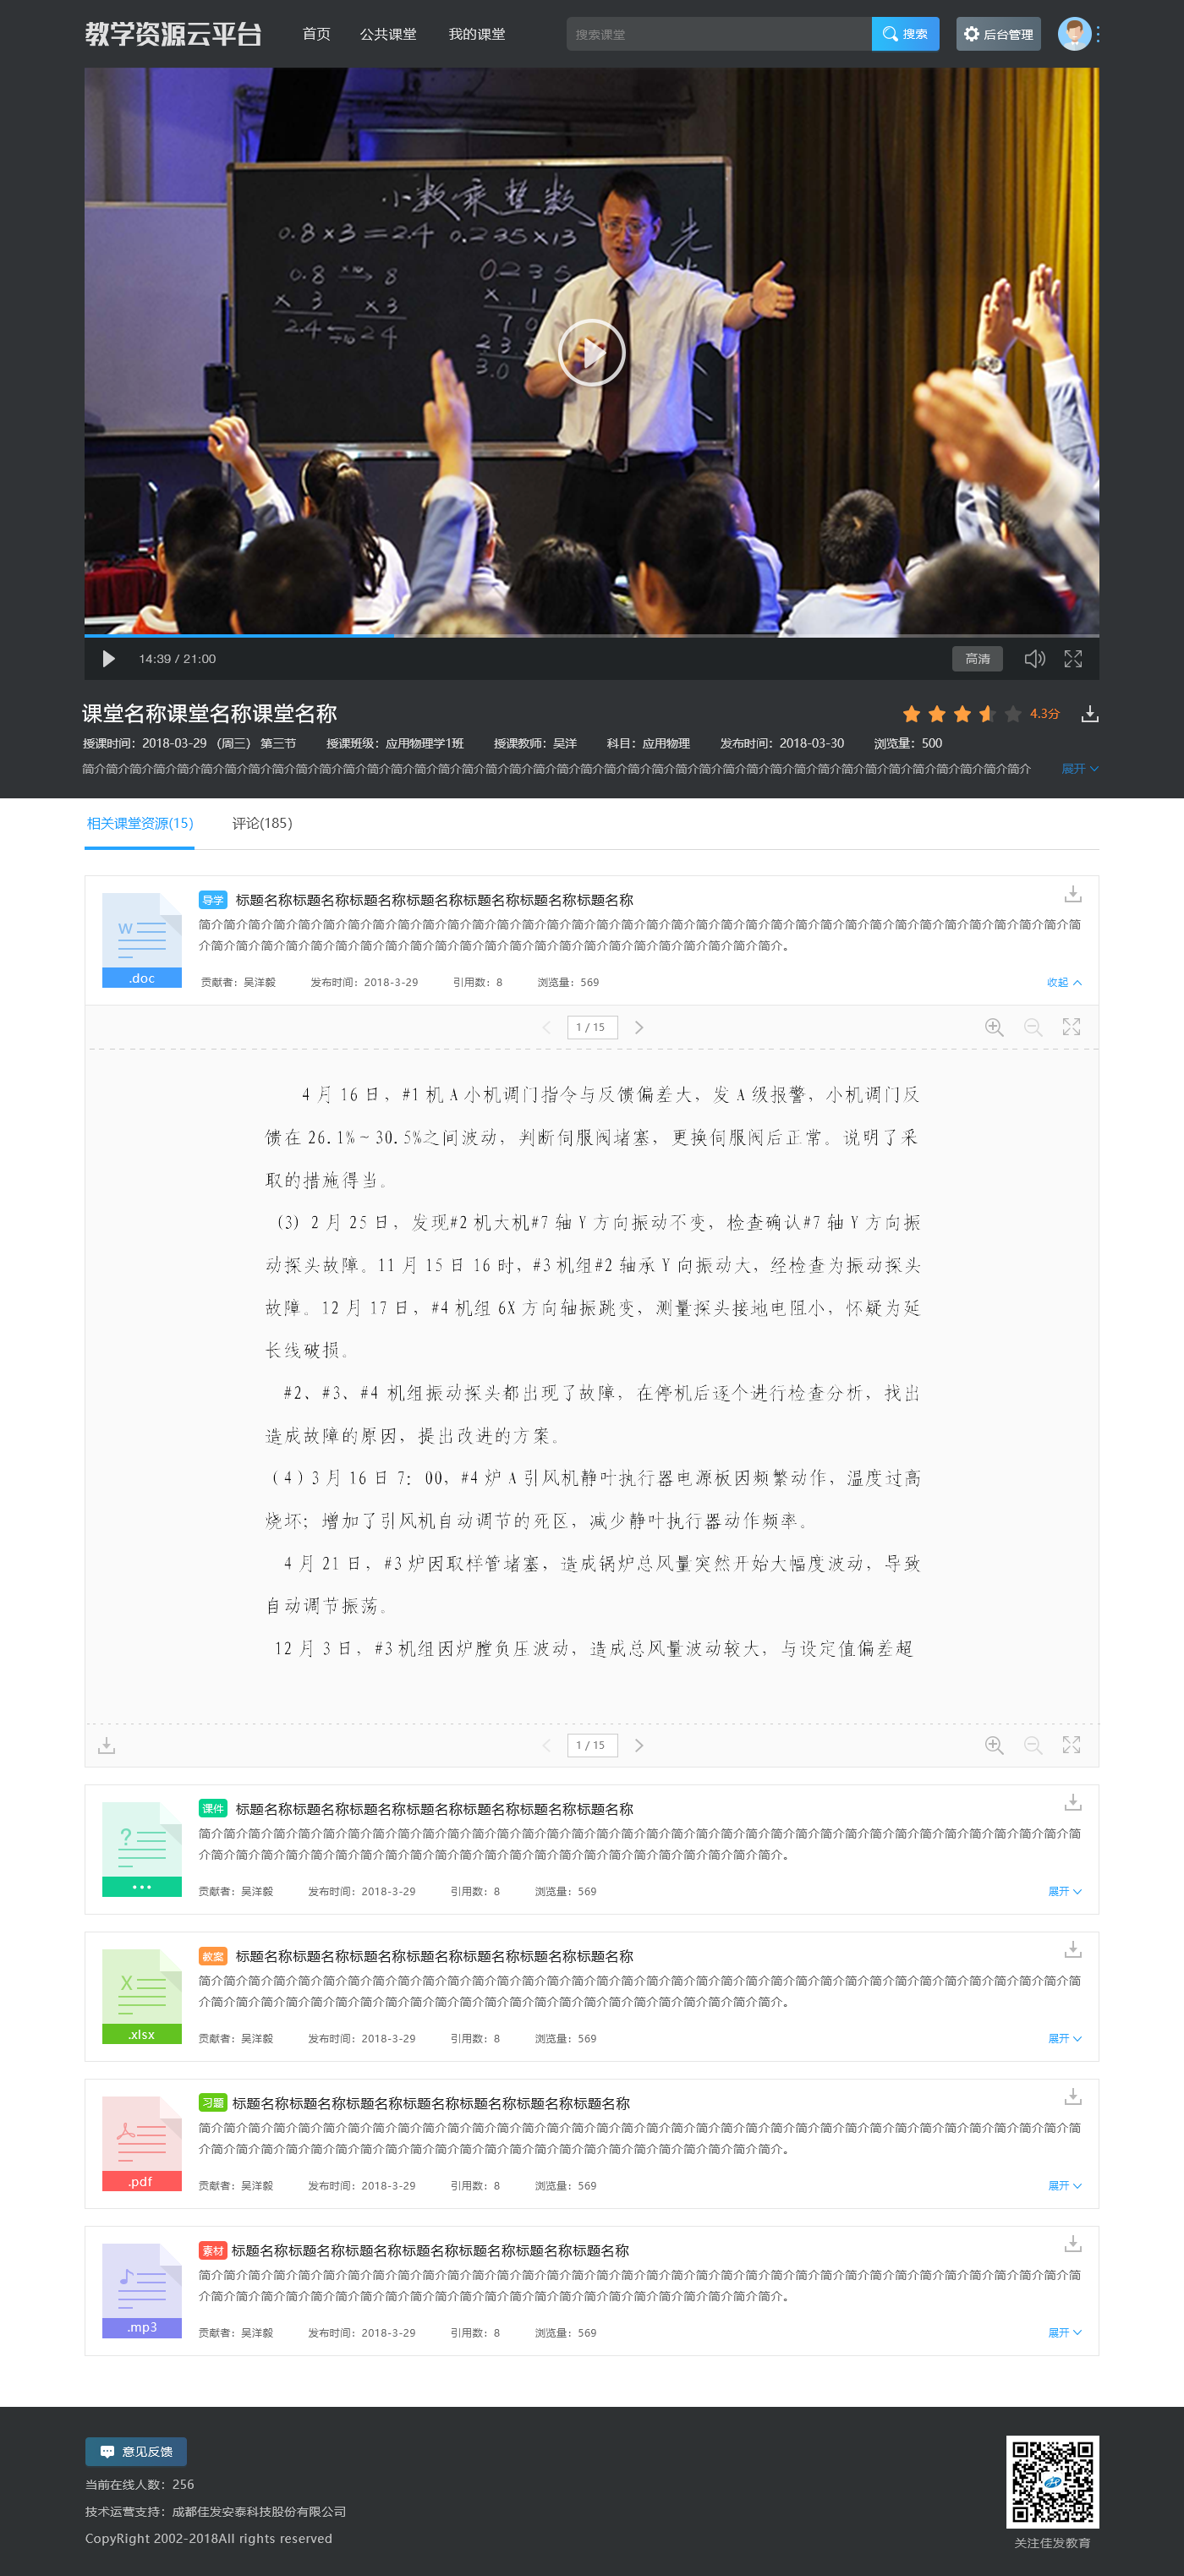 教学资源云平台
首页 公共课堂 我的课堂
搜索课堂
搜索
后台管理
小数乘整数
0.8×3=2.4 0.235×13
14:39 / 21:00
高清
课堂名称课堂名称课堂名称
4.3分
授课时间：2018-03-29 （周三） 第三节 授课班级：应用物理学1班 授课教师：吴洋 科目：应用物理 发布时间：2018-03-30 浏览量：500
简介简介简介简介简介简介简介简介简介简介简介简介简介简介简介简介简介简介简介简介简介简介简介简介简介简介简介简介简介简介简介简介简介简介简介简介简介简介简介简介
展开
相关课堂资源(15) 评论(185)
导学 标题名称标题名称标题名称标题名称标题名称标题名称标题名称
简介简介简介简介简介简介简介简介简介简介简介简介简介简介简介简介简介简介简介简介简介简介简介简介简介简介简介简介简介简介简介简介简介简介简介简
介简介简介简介简介简介简介简介简介简介简介简介简介简介简介简介简介简介简介简介简介简介简介简介。
W
.doc
贡献者：吴洋毅 发布时间：2018-3-29 引用数：8 浏览量：569
收起
1 / 15
4 月 16 日，#1 机 A 小机调门指令与反馈偏差大，发 A 级报警，小机调门反
馈在 26.1%~30.5%之间波动，判断伺服阀堵塞，更换伺服阀后正常。说明了采
取的措施得当。
(3) 2 月 25 日，发现#2 机大机#7 轴 Y 方向振动不变，检查确认#7 轴 Y 方向振
动探头故障。11 月 15 日 16 时，#3 机组#2 轴承 Y 向振动大，经检查为振动探头
故障。12 月 17 日，#4 机组 6X 方向轴振跳变，测量探头接地电阻小，怀疑为延
长线破损。
#2、#3、#4 机组振动探头都出现了故障，在停机后逐个进行检查分析，找出
造成故障的原因，提出改进的方案。
（4）3 月 16 日 7：00，#4 炉 A 引风机静叶执行器电源板因频繁动作，温度过高
烧坏；增加了引风机自动调节的死区，减少静叶执行器动作频率。
4 月 21 日，#3 炉因取样管堵塞，造成锅炉总风量突然开始大幅度波动，导致
自动调节振荡。
12 月 3 日，#3 机组因炉膛负压波动，造成总风量波动较大，与设定值偏差超
1 / 15
课件 标题名称标题名称标题名称标题名称标题名称标题名称标题名称
简介简介简介简介简介简介简介简介简介简介简介简介简介简介简介简介简介简介简介简介简介简介简介简介简介简介简介简介简介简介简介简介简介简介简介简
介简介简介简介简介简介简介简介简介简介简介简介简介简介简介简介简介简介简介简介简介简介简介简介。
?
贡献者：吴洋毅 发布时间：2018-3-29 引用数：8 浏览量：569
展开
教案 标题名称标题名称标题名称标题名称标题名称标题名称标题名称
简介简介简介简介简介简介简介简介简介简介简介简介简介简介简介简介简介简介简介简介简介简介简介简介简介简介简介简介简介简介简介简介简介简介简介简
介简介简介简介简介简介简介简介简介简介简介简介简介简介简介简介简介简介简介简介简介简介简介简介。
X
.xlsx
贡献者：吴洋毅 发布时间：2018-3-29 引用数：8 浏览量：569
展开
习题 标题名称标题名称标题名称标题名称标题名称标题名称标题名称
简介简介简介简介简介简介简介简介简介简介简介简介简介简介简介简介简介简介简介简介简介简介简介简介简介简介简介简介简介简介简介简介简介简介简介简
介简介简介简介简介简介简介简介简介简介简介简介简介简介简介简介简介简介简介简介简介简介简介简介。
.pdf
贡献者：吴洋毅 发布时间：2018-3-29 引用数：8 浏览量：569
展开
素材 标题名称标题名称标题名称标题名称标题名称标题名称标题名称
简介简介简介简介简介简介简介简介简介简介简介简介简介简介简介简介简介简介简介简介简介简介简介简介简介简介简介简介简介简介简介简介简介简介简介简
介简介简介简介简介简介简介简介简介简介简介简介简介简介简介简介简介简介简介简介简介简介简介简介。
.mp3
贡献者：吴洋毅 发布时间：2018-3-29 引用数：8 浏览量：569
展开
意见反馈
当前在线人数：256
技术运营支持：成都佳发安泰科技股份有限公司
CopyRight 2002-2018All rights reserved
关注佳发教育